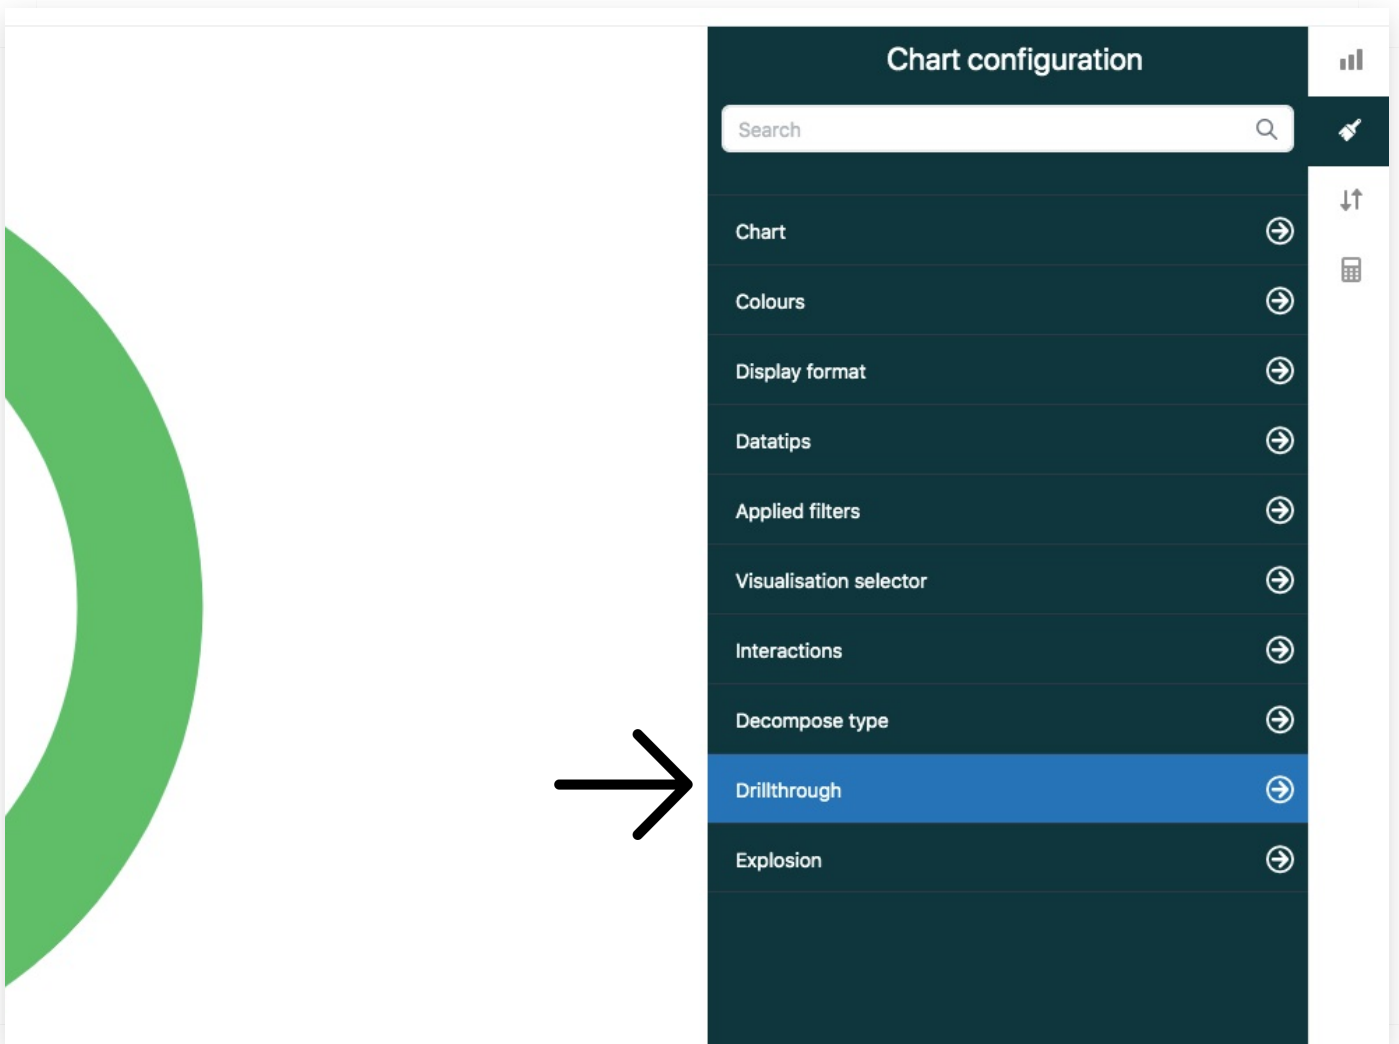 Chart configuration
Search
Chart
Colours
Display format
Datatips
Applied filters
Visualisation selector
Interactions
Decompose type
Drillthrough
Explosion